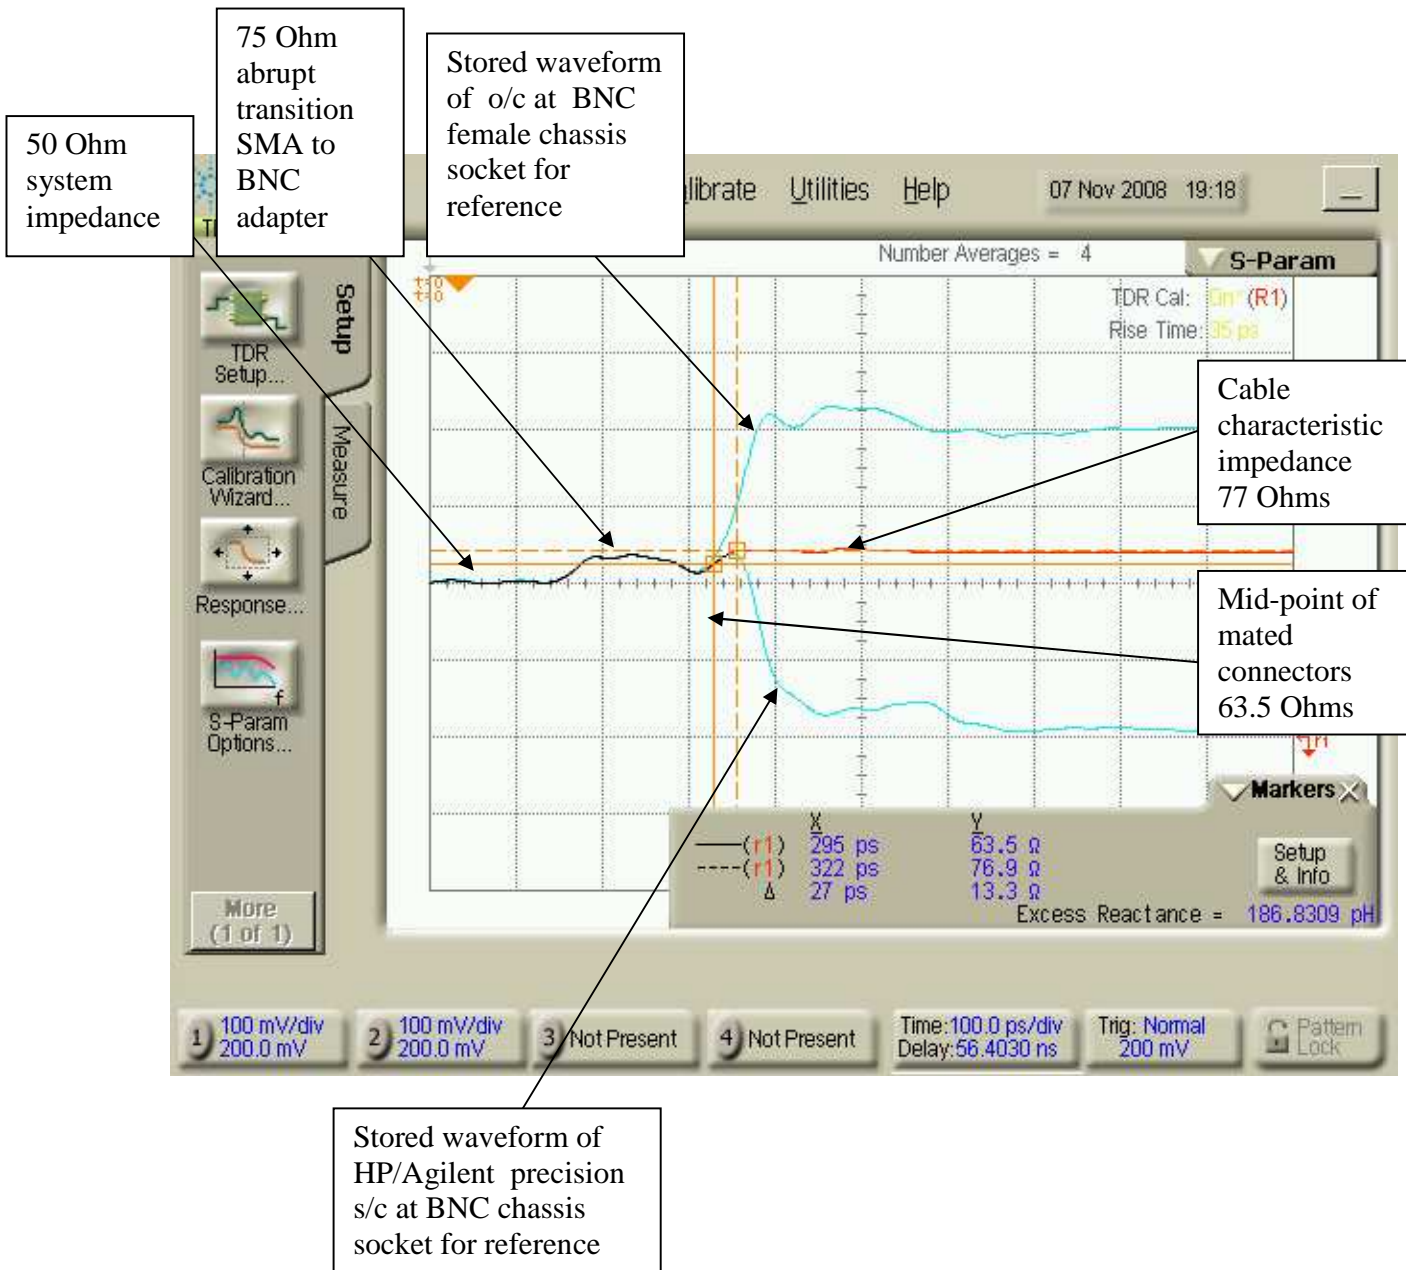 75 Ohm
abrupt
transition
SMA to
BNC
adapter
Stored waveform
of o/c at BNC
female chassis
socket for
reference
50 Ohm
system
impedance
librate Utilities Help 07 Nov 2008 19:18
Number Averages = 4
S-Param
TDR Cal: (R1)
Rise Time: 35 ps
TDR
Setup...
Calibration
Wizard...
Response...
S-Param
Options...
More
(1 of 1)
Setup
Measure
Cable
characteristic
impedance
77 Ohms
Mid-point of
mated
connectors
63.5 Ohms
r1
Markers
X Y
(r1) 295 ps 63.5 Ω
(r1) 322 ps 76.9 Ω
Δ 27 ps 13.3 Ω
Setup
& Info
Excess Reactance = 186.8309 pH
1 100 mV/div
200.0 mV
2 100 mV/div
200.0 mV
3 Not Present
4 Not Present
Time:100.0 ps/div
Delay:56.4030 ns
Trig: Normal
200 mV
Pattern
Lock
Stored waveform of
HP/Agilent precision
s/c at BNC chassis
socket for reference